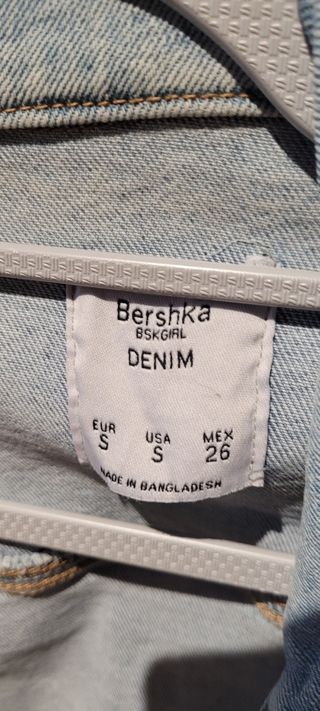 Bershka
BSKGIRL
DENIM
EUR USA MEX
S S 26
MADE IN BANGLADESH